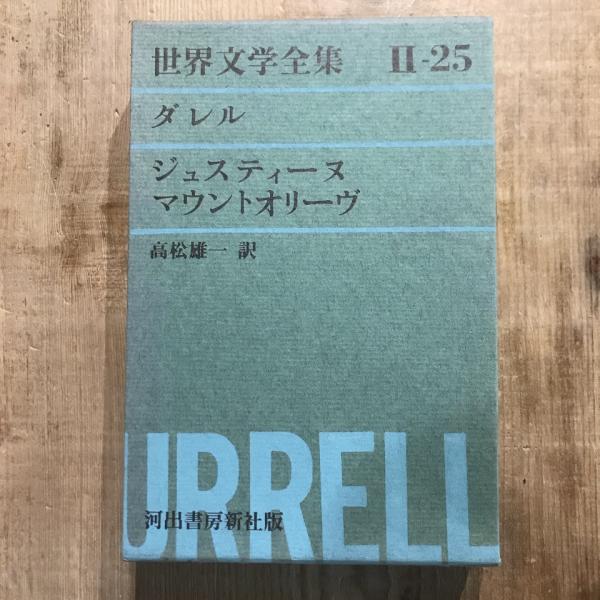 世界文学全集 II-25
ダレル
ジュスティーヌ
マウントオリーヴ
高松雄一 訳
URRELL
河出書房新社版